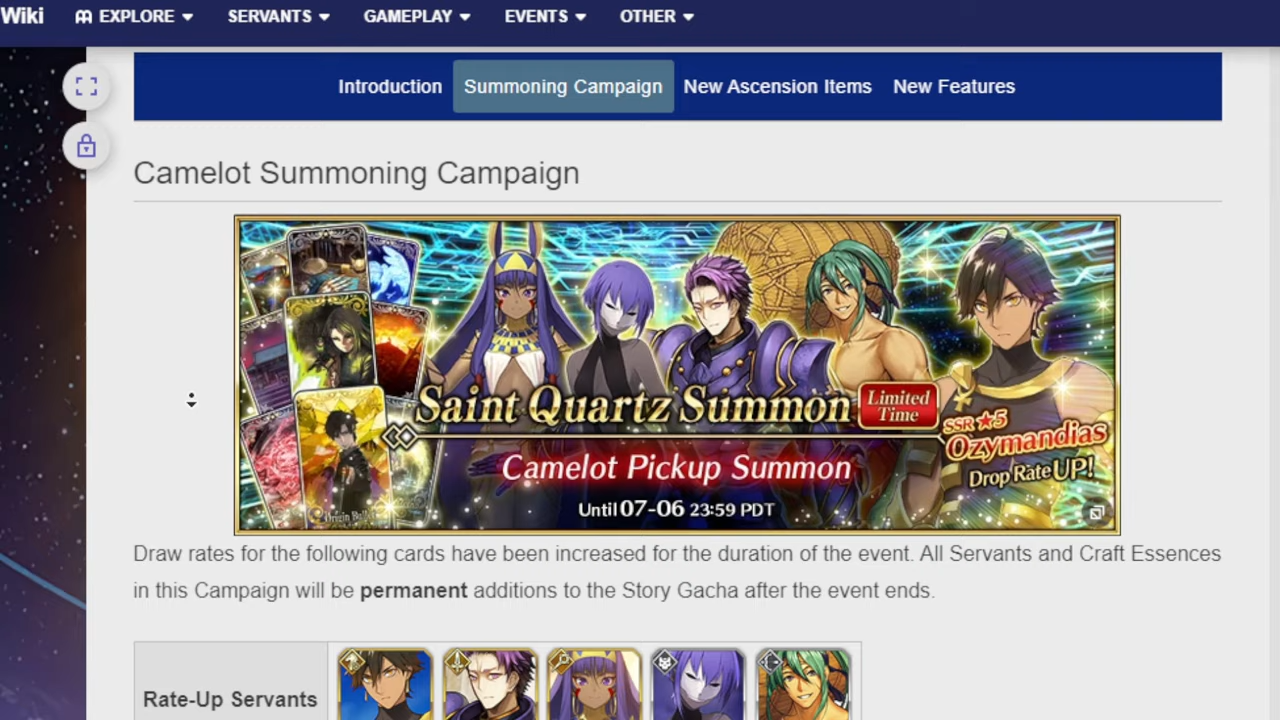 Wiki EXPLORE SERVANTS GAMEPLAY EVENTS OTHER
Introduction Summoning Campaign New Ascension Items New Features
Camelot Summoning Campaign
Saint Quartz Summon
Limited
Time
Camelot Pickup Summon
Until 07-06 23:59 PDT
SSR ★5
Ozymandias
Drop Rate UP!
Draw rates for the following cards have been increased for the duration of the event. All Servants and Craft Essences
in this Campaign will be permanent additions to the Story Gacha after the event ends.
Rate-Up Servants